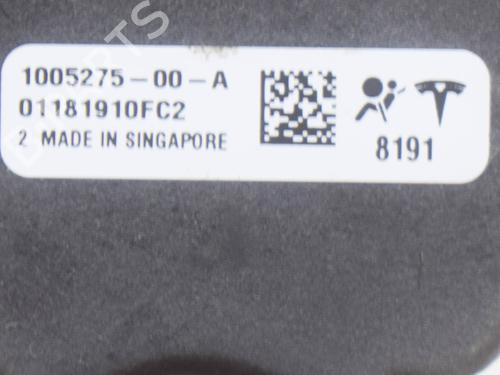 1005275-00-A
01181910FC2
2 MADE IN SINGAPORE
8191